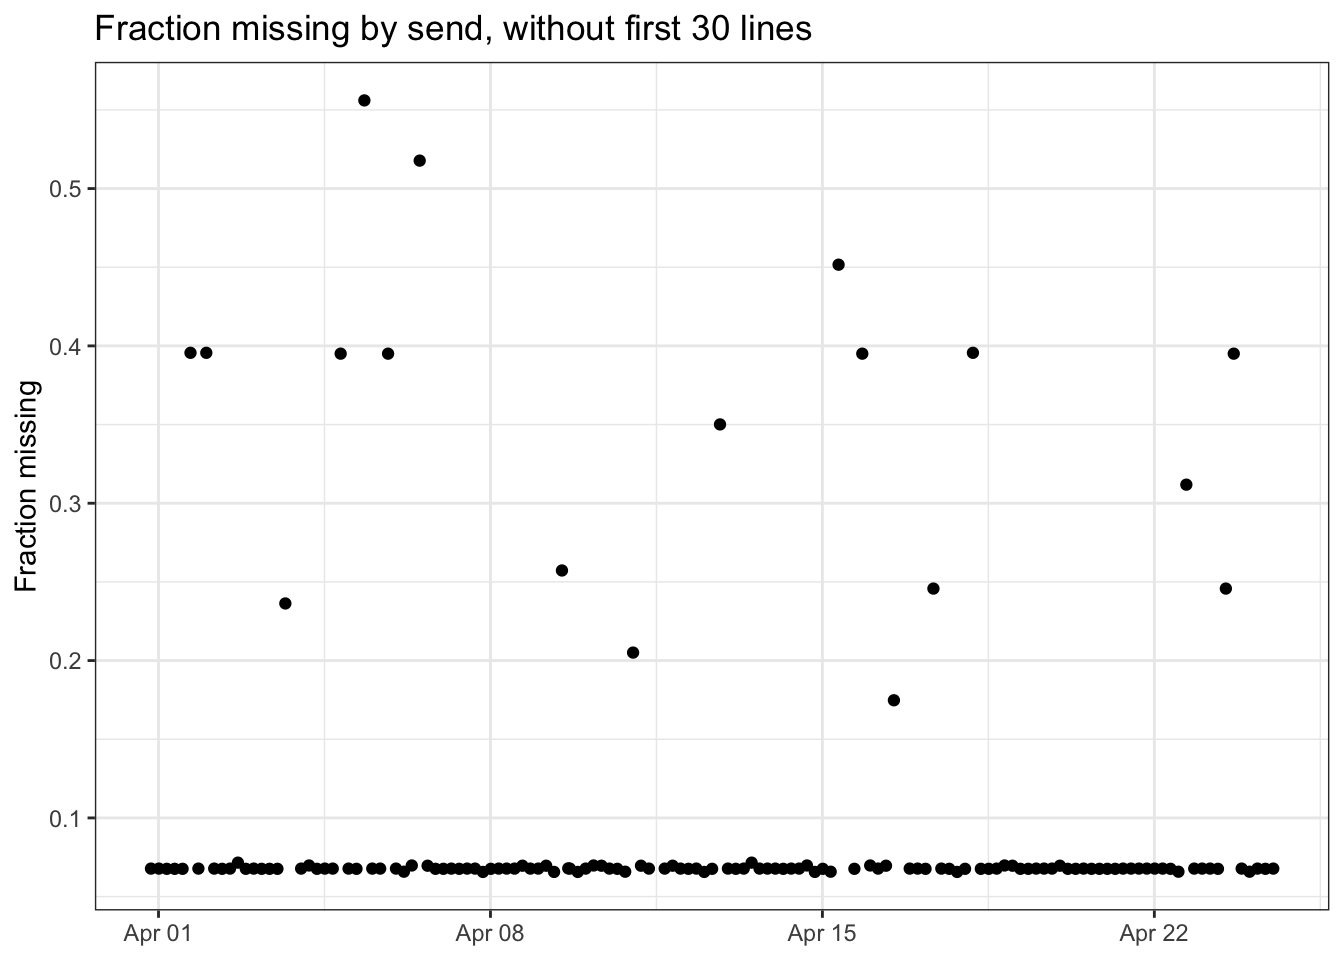 Fraction missing by send, without first 30 lines
Fraction missing
0.5
0.4
0.3
0.2
0.1
Apr 01
Apr 08
Apr 15
Apr 22